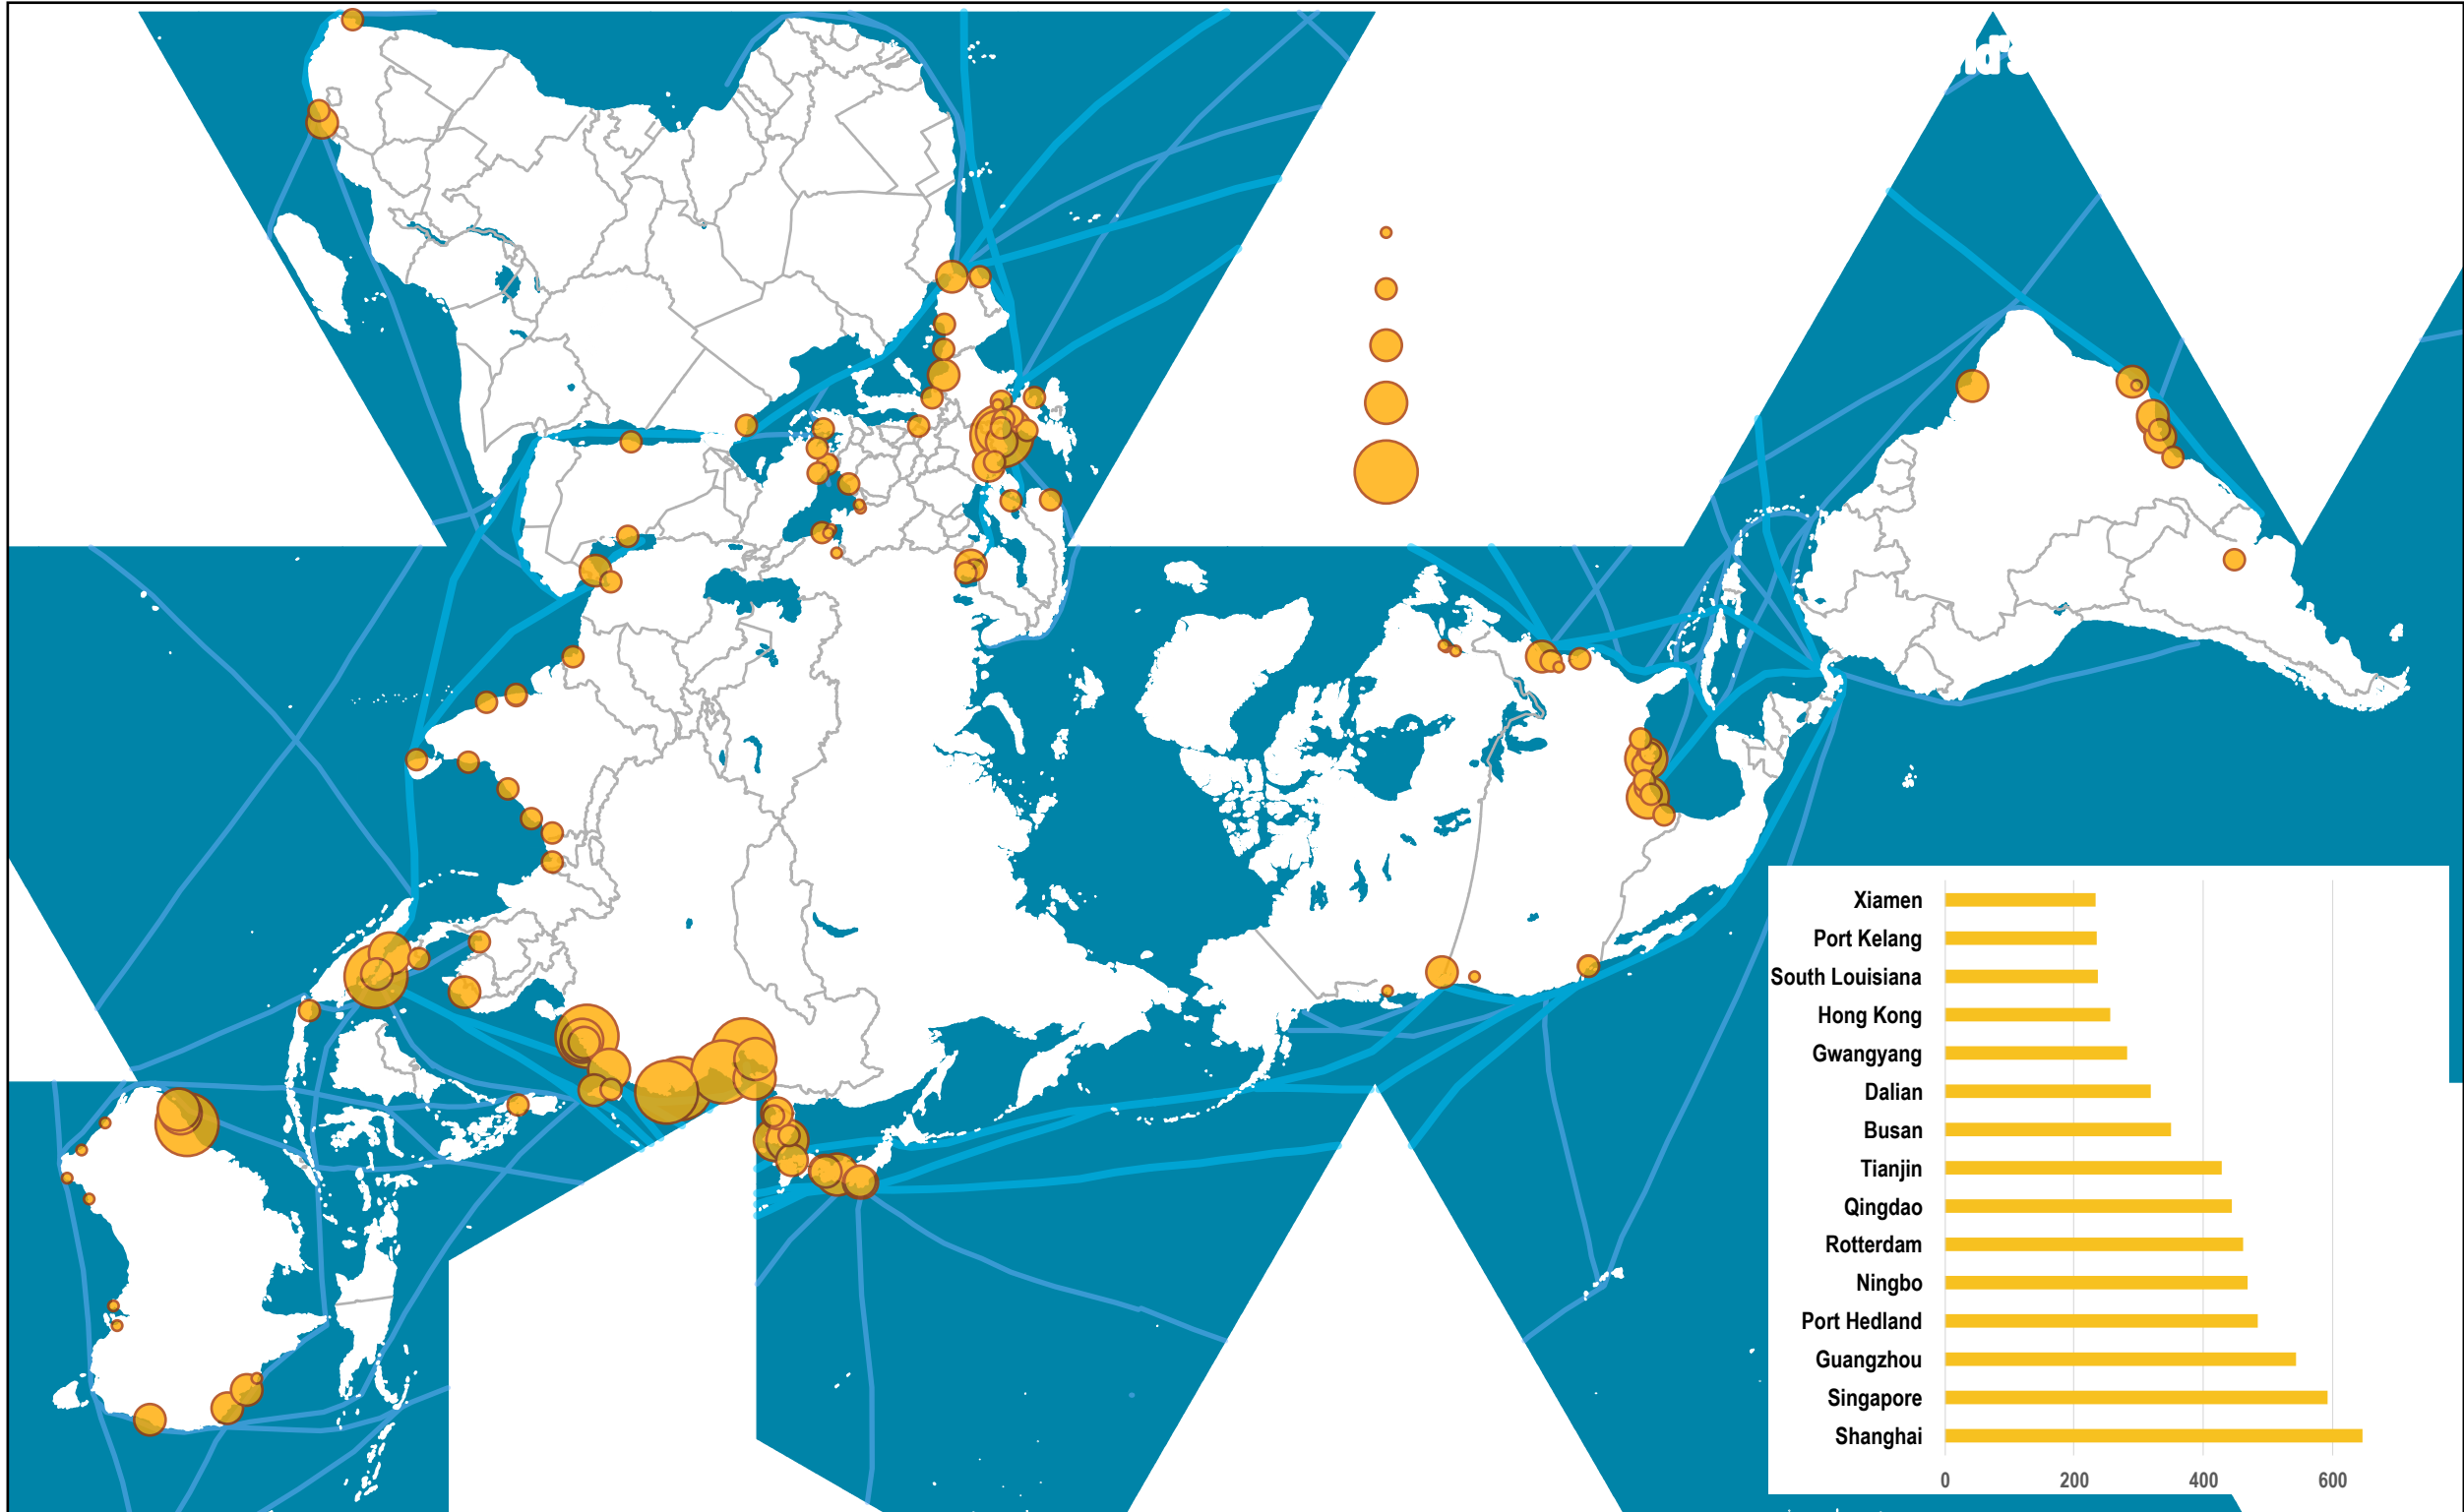 Xiamen
Port Kelang
South Louisiana
Hong Kong
Gwangyang
Dalian
Busan
Tianjin
Qingdao
Rotterdam
Ningbo
Port Hedland
Guangzhou
Singapore
Shanghai
0 200 400 600